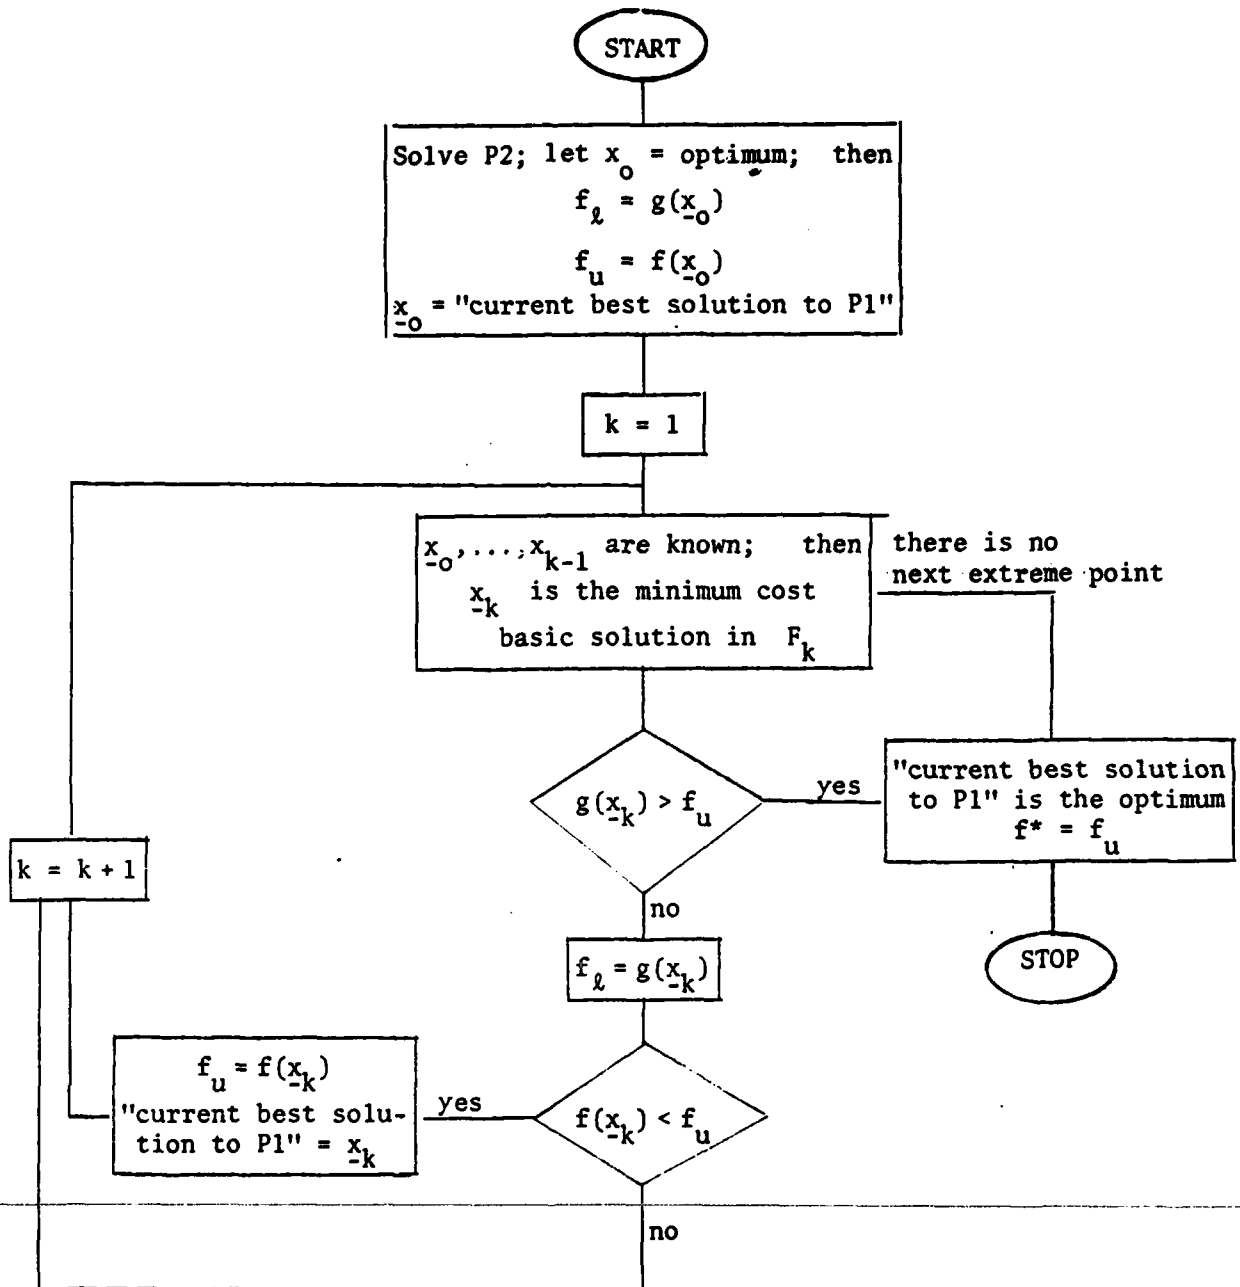 START
Solve P2; let x_o = optimum; then
f_ℓ = g(x_o)
f_u = f(x_o)
x_o = "current best solution to P1"
k = 1
x_o,...,x_{k-1} are known; then
x_k is the minimum cost
basic solution in F_k
there is no
next extreme point
g(x_k) > f_u
yes
"current best solution
to P1" is the optimum
f* = f_u
k = k + 1
no
f_ℓ = g(x_k)
STOP
f_u = f(x_k)
"current best solu-
tion to P1" = x_k
yes
f(x_k) < f_u
no